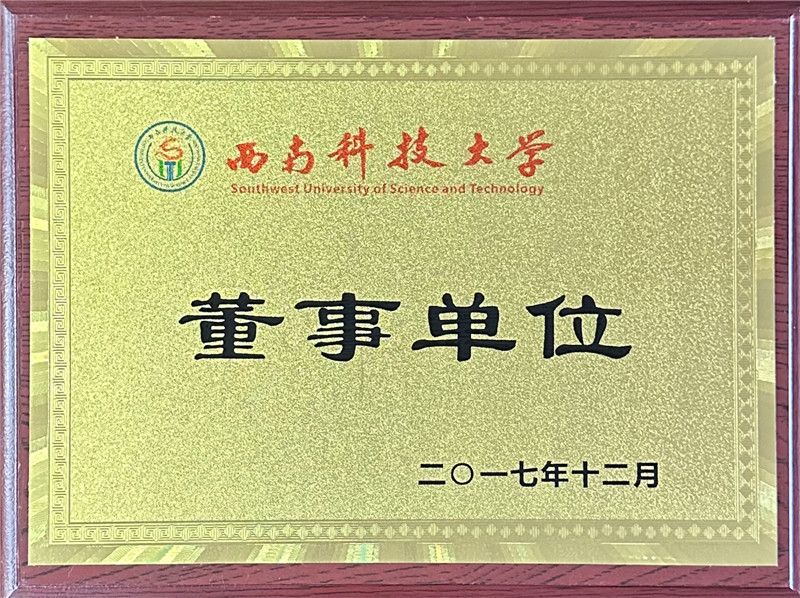 西南科技大学
Southwest University of Science and Technology
董事单位
二〇一七年十二月